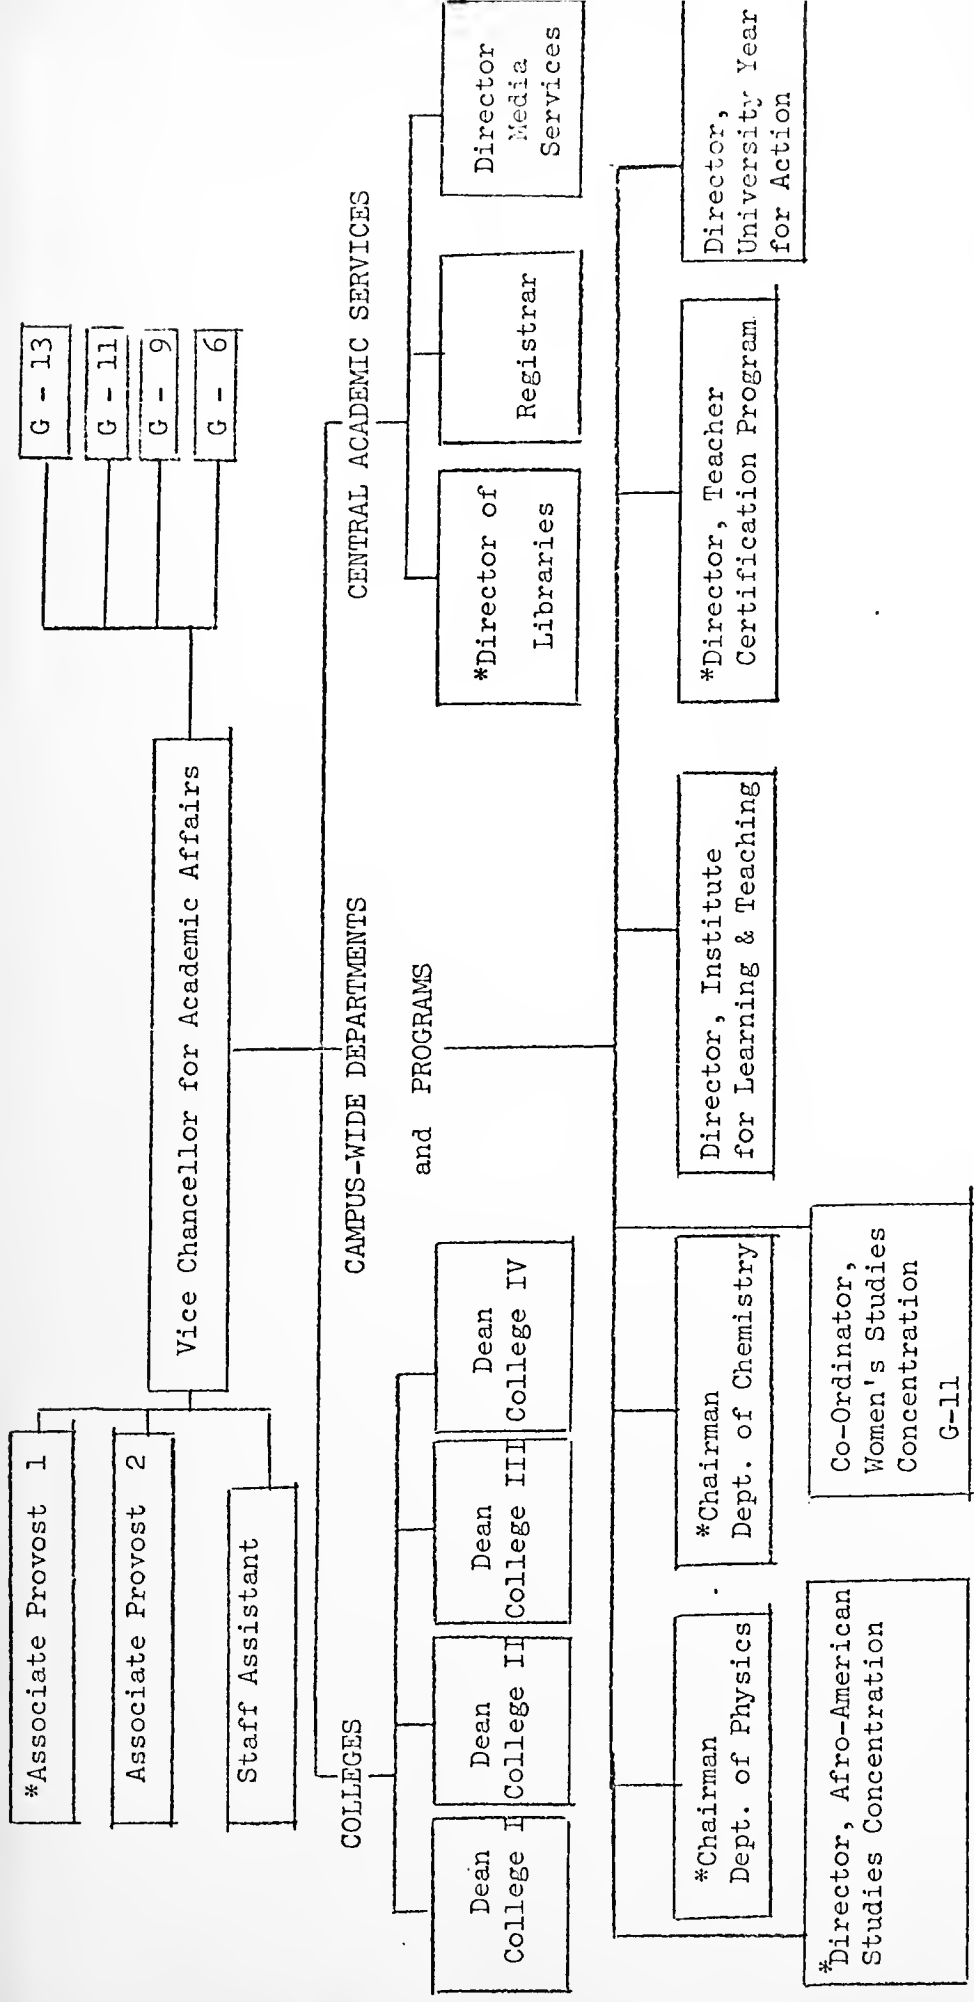 *Associate Provost 1
Associate Provost 2
Staff Assistant
Vice Chancellor for Academic Affairs
G - 13
G - 11
G - 9
G - 6
COLLEGES
Dean
College I
Dean
College II
Dean
College III
Dean
College IV
CAMPUS-WIDE DEPARTMENTS
and PROGRAMS
CENTRAL ACADEMIC SERVICES
*Director of
Libraries
Registrar
Director
Media
Services
*Chairman
Dept. of Physics
*Chairman
Dept. of Chemistry
Director, Institute
for Learning & Teaching
*Director, Teacher
Certification Program
Director,
University Year
for Action
*Director, Afro-American
Studies Concentration
Co-Ordinator,
Women's Studies
Concentration
G-11